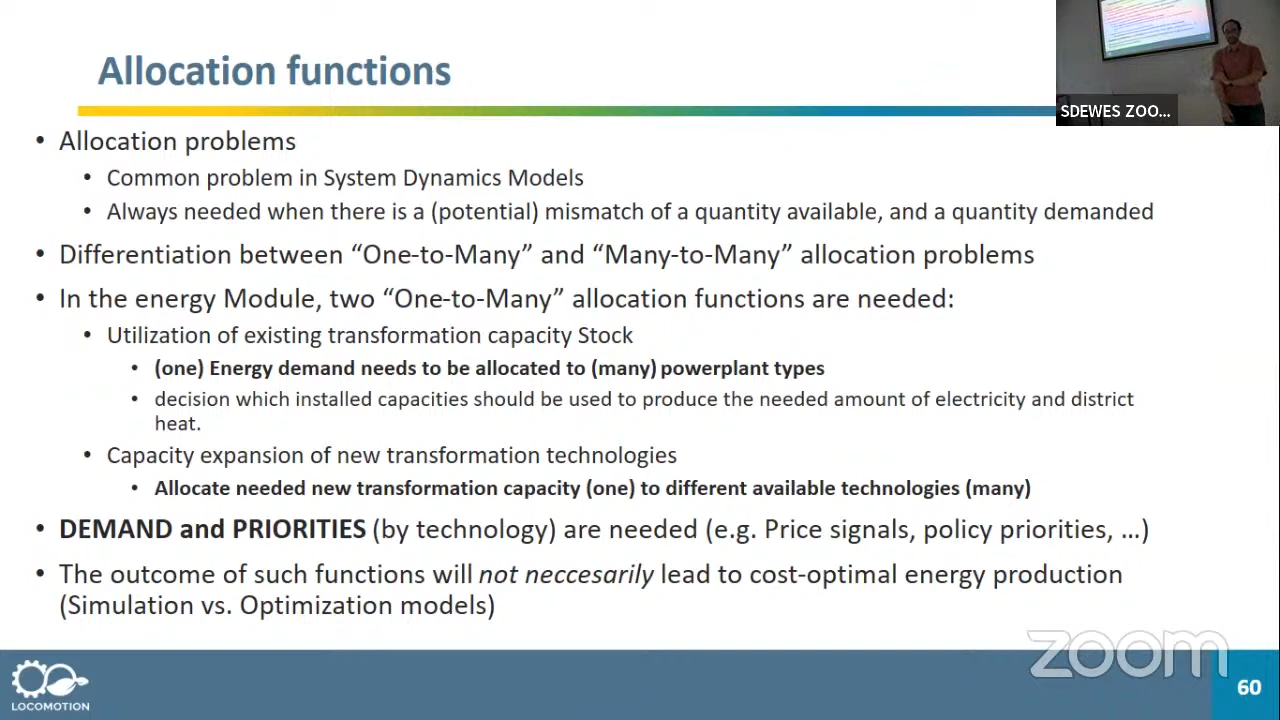 Allocation functions
SDEWES ZOO...
• Allocation problems
• Common problem in System Dynamics Models
• Always needed when there is a (potential) mismatch of a quantity available, and a quantity demanded
• Differentiation between “One-to-Many” and “Many-to-Many” allocation problems
• In the energy Module, two “One-to-Many” allocation functions are needed:
• Utilization of existing transformation capacity Stock
• (one) Energy demand needs to be allocated to (many) powerplant types
• decision which installed capacities should be used to produce the needed amount of electricity and district
heat.
• Capacity expansion of new transformation technologies
• Allocate needed new transformation capacity (one) to different available technologies (many)
• DEMAND and PRIORITIES (by technology) are needed (e.g. Price signals, policy priorities, …)
• The outcome of such functions will not neccesarily lead to cost-optimal energy production
(Simulation vs. Optimization models)
zoom
LOCOMOTION
60